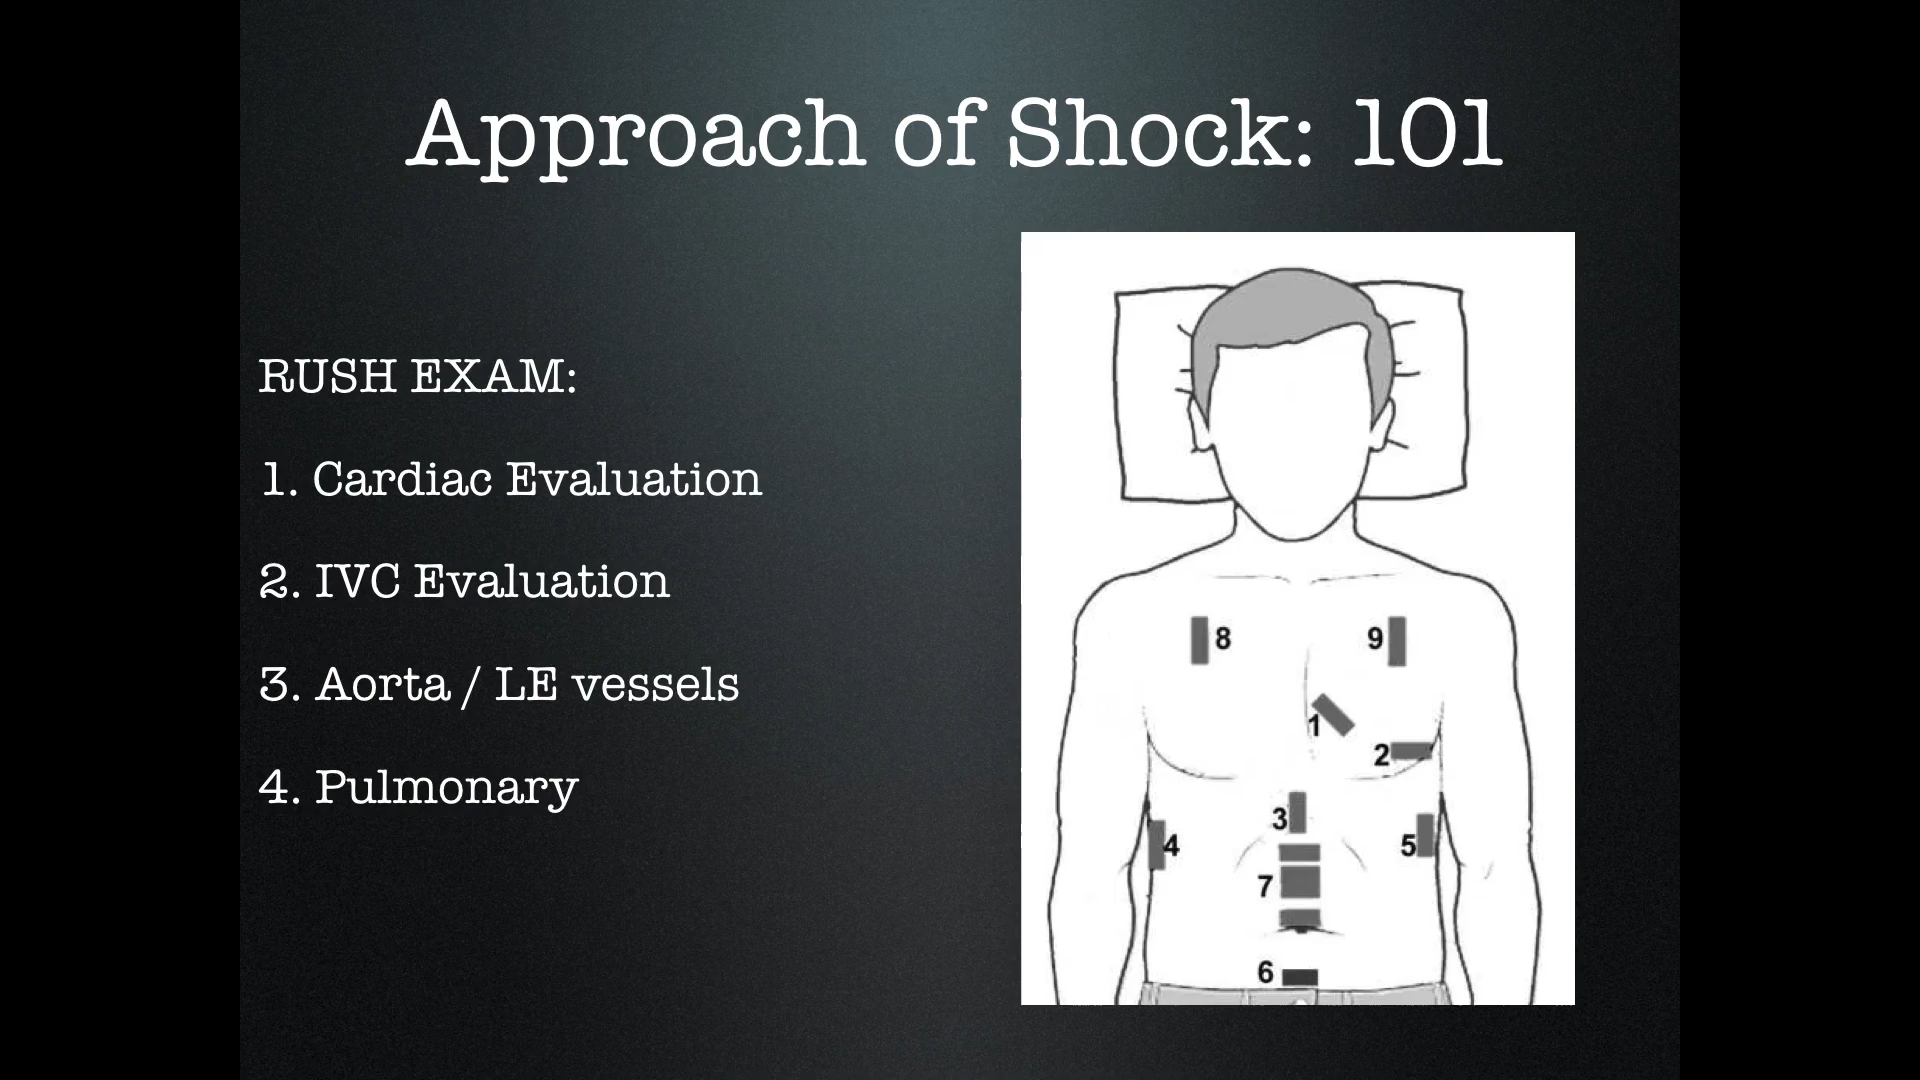 Approach of Shock: 101
RUSH EXAM:
1. Cardiac Evaluation
2. IVC Evaluation
3. Aorta / LE vessels
4. Pulmonary
8
9
1
2
3
4
5
7
6